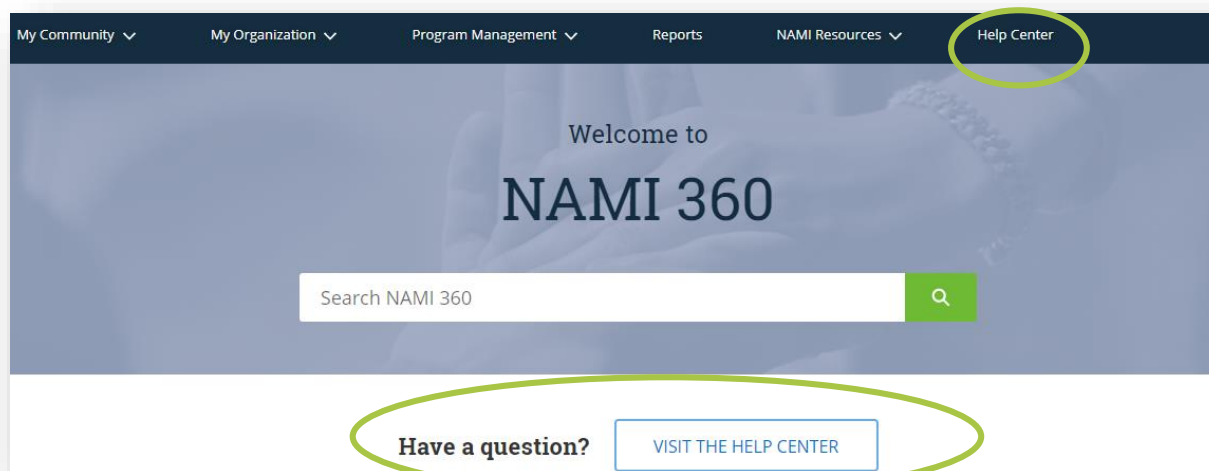 My Community My Organization Program Management Reports NAMI Resources Help Center
Welcome to
NAMI 360
Search NAMI 360
Have a question? VISIT THE HELP CENTER